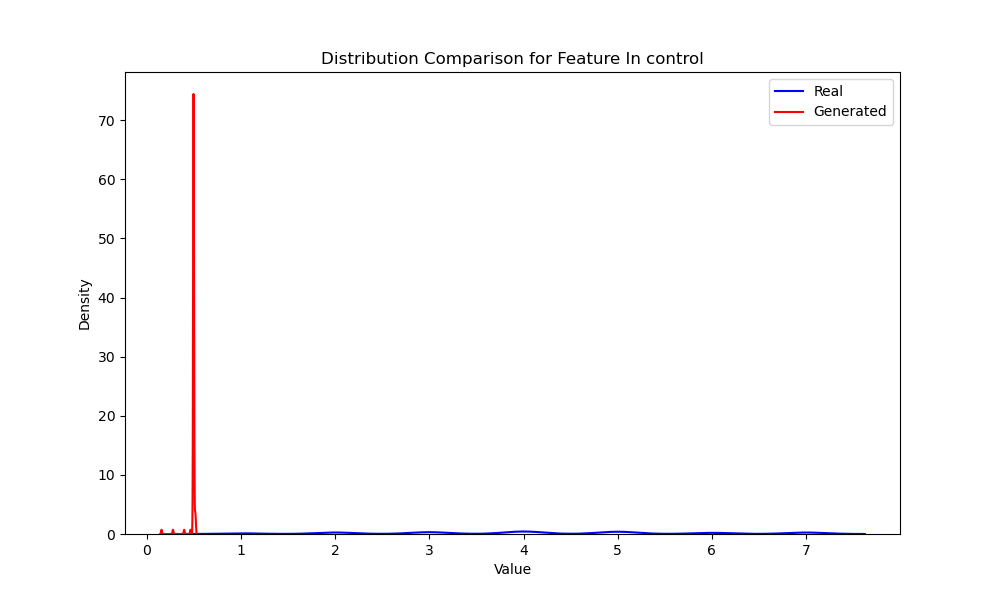 Distribution Comparison for Feature In control
Real
Generated
Density
70
60
50
40
30
20
10
0
0 1 2 3 4 5 6 7
Value